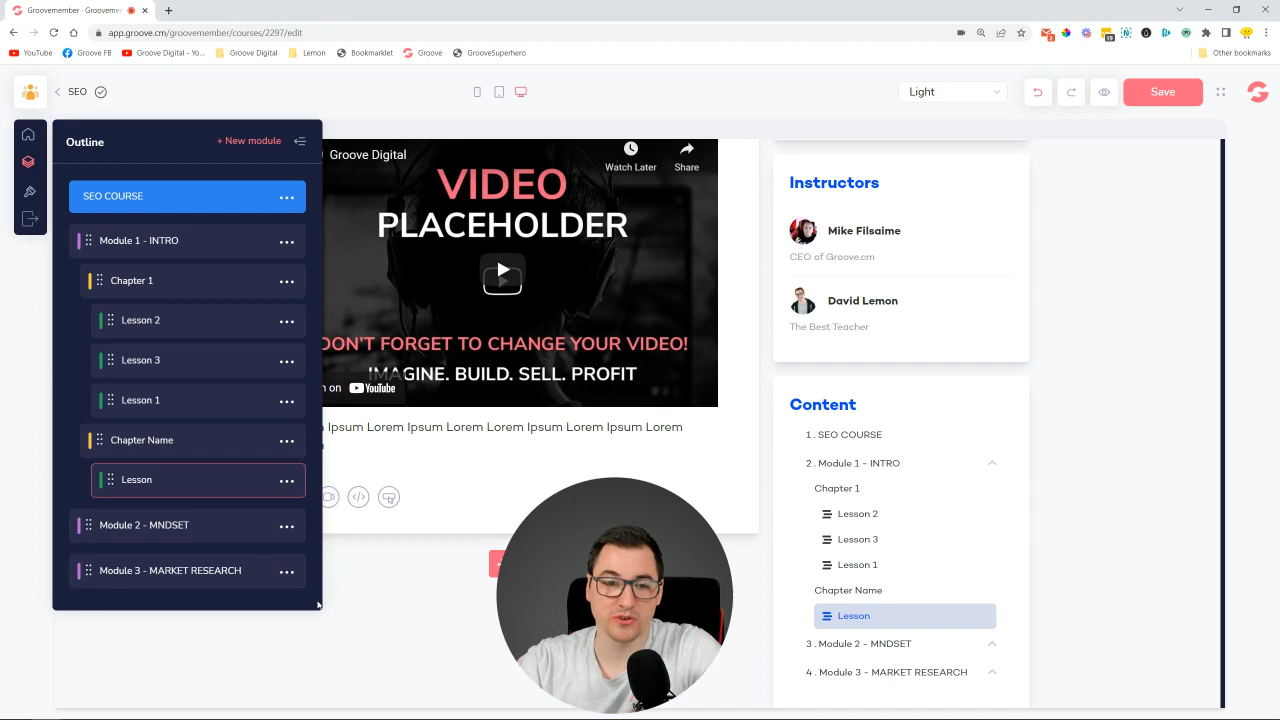 Groovemember - Groovemem
app.groove.cm/groovemember/courses/2297/edit
YouTube
Groove FB
Groove Digital - Yo...
Groove Digital
Lemon
Bookmarklet
Groove
GrooveSuperhero
Other bookmarks
SEO
Light
Save
Outline
+ New module
SEO COURSE
Module 1 - INTRO
Chapter 1
Lesson 2
Lesson 3
Lesson 1
Chapter Name
Lesson
Module 2 - MNDSET
Module 3 - MARKET RESEARCH
Groove Digital
Watch Later
Share
VIDEO
PLACEHOLDER
DON'T FORGET TO CHANGE YOUR VIDEO!
IMAGINE. BUILD. SELL. PROFIT
n on YouTube
Ipsum Lorem Ipsum Lorem Ipsum Lorem Ipsum Lorem Ipsum Lorem
Instructors
Mike Filsaime
CEO of Groove.cm
David Lemon
The Best Teacher
Content
1 . SEO COURSE
2 . Module 1 - INTRO
Chapter 1
Lesson 2
Lesson 3
Lesson 1
Chapter Name
Lesson
3 . Module 2 - MNDSET
4 . Module 3 - MARKET RESEARCH